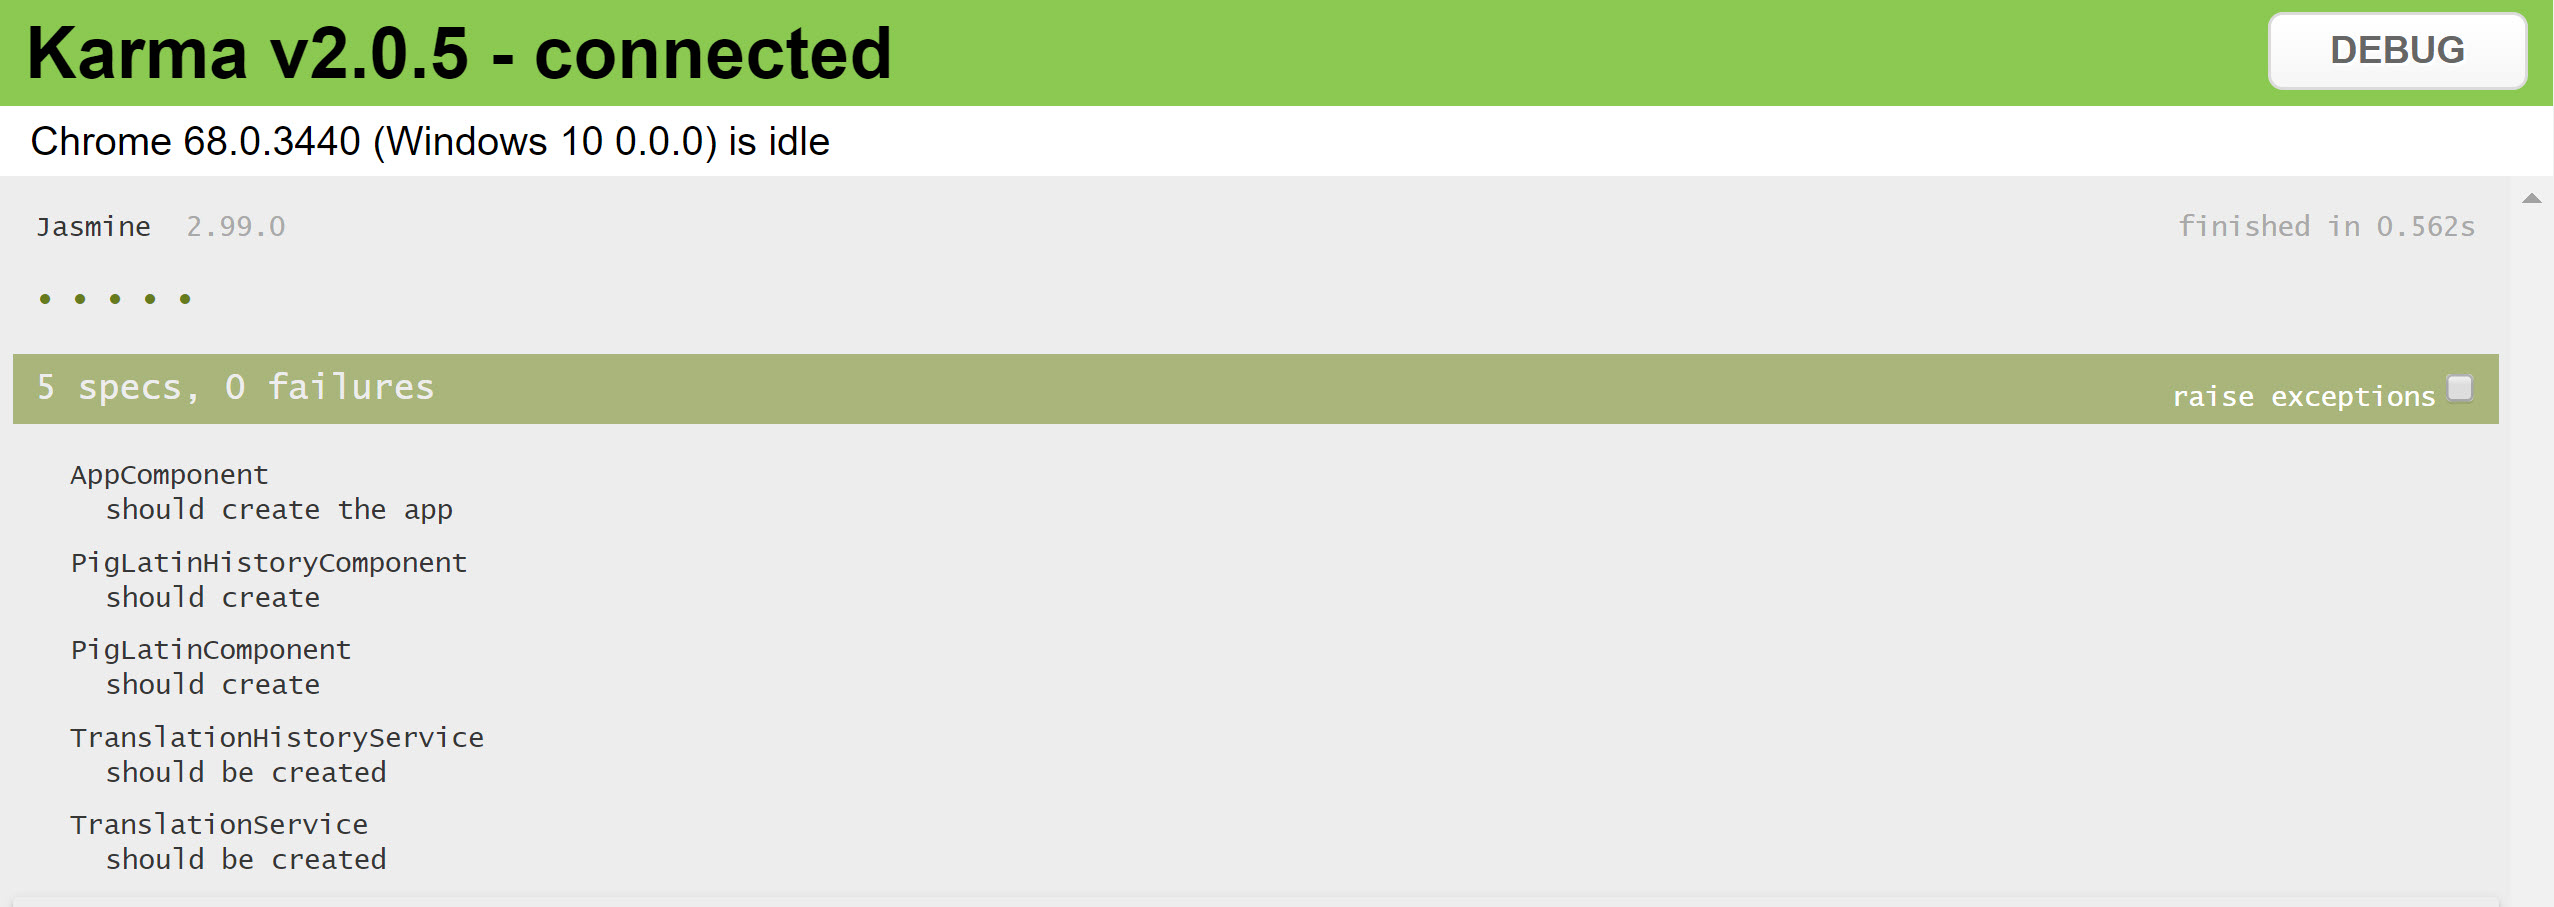 Karma v2.0.5 - connected
DEBUG
Chrome 68.0.3440 (Windows 10 0.0.0) is idle
Jasmine 2.99.0
finished in 0.562s
• • • • •
5 specs, 0 failures
raise exceptions
AppComponent
should create the app
PigLatinHistoryComponent
should create
PigLatinComponent
should create
TranslationHistoryService
should be created
TranslationService
should be created